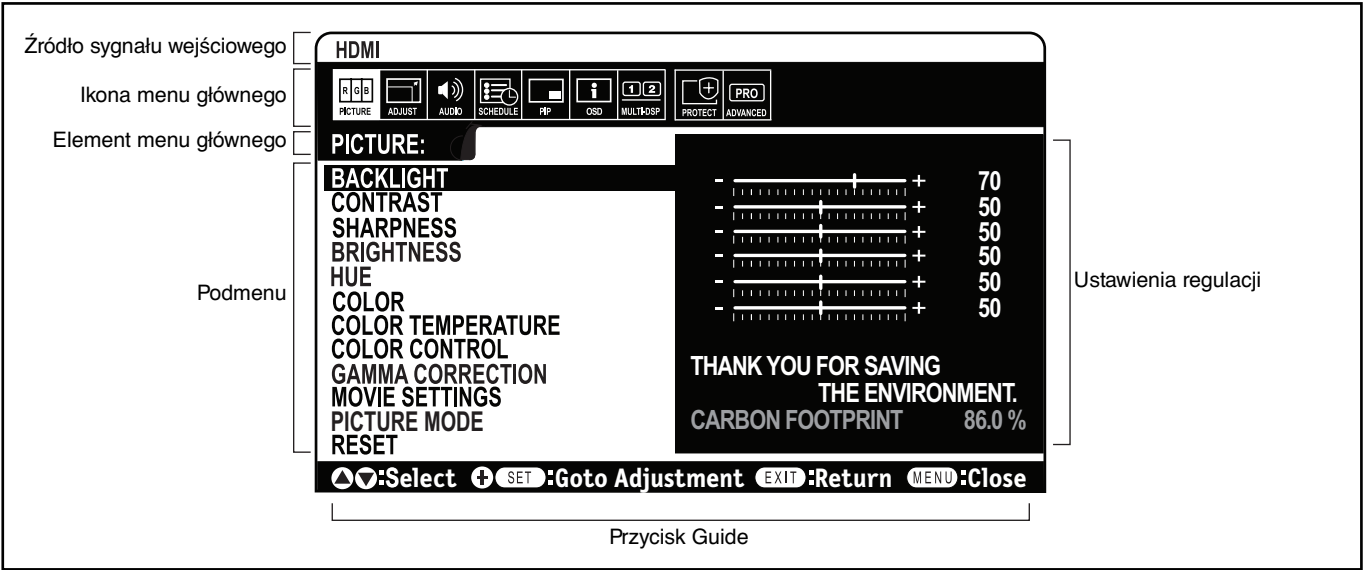 Źródło sygnału wejściowego
HDMI
Ikona menu głównego
R G B
PICTURE
ADJUST
AUDIO
SCHEDULE
PIP
i
OSD
1 2
MULTI-DSP
PROTECT
PRO
ADVANCED
Element menu głównego
PICTURE:
Podmenu
BACKLIGHT - + 70
CONTRAST - + 50
SHARPNESS - + 50
BRIGHTNESS - + 50
HUE - + 50
COLOR - + 50
COLOR TEMPERATURE
COLOR CONTROL
GAMMA CORRECTION
MOVIE SETTINGS
PICTURE MODE
RESET
THANK YOU FOR SAVING
THE ENVIRONMENT.
CARBON FOOTPRINT 86.0 %
Ustawienia regulacji
:Select SET:Goto Adjustment EXIT:Return MENU:Close
Przycisk Guide